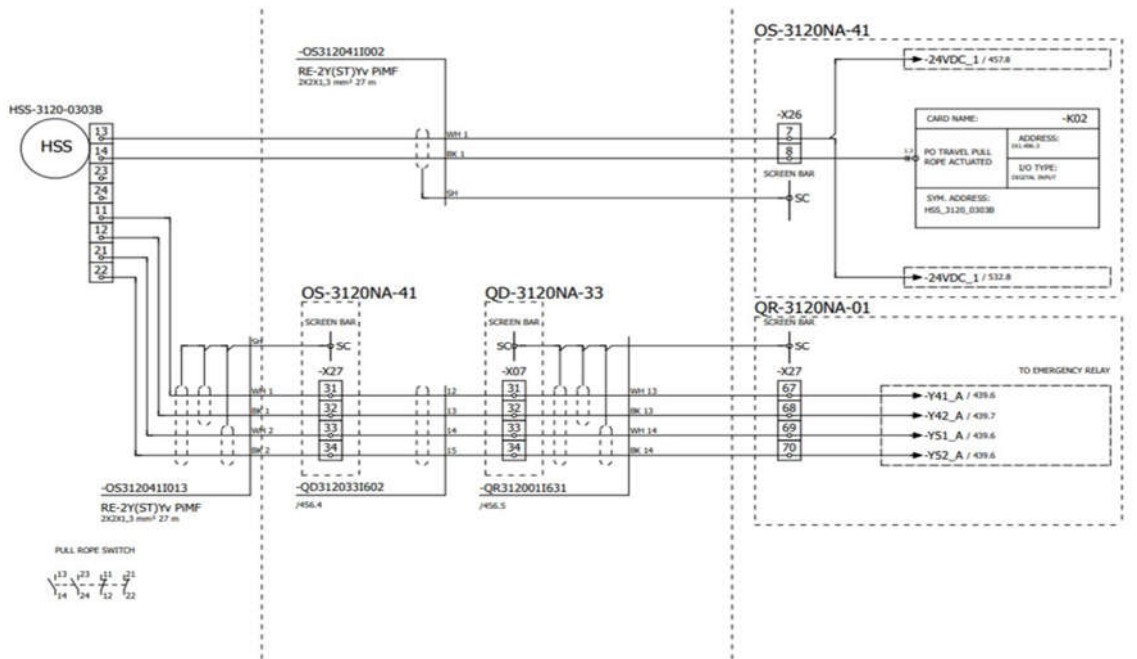 OS-3120NA-41
-OS312041I002
-24VDC_1 / 457.8
RE-2Y(ST)Yv PiMF
2X2X1,3 mm² 27 m
HSS-3120-0303B
-X26
CARD NAME: -K02
HSS
13
WH 1
7
ADDRESS:
14
BK 1
8
PO TRAVEL PULL
ROPE ACTUATED
I/O TYPE:
DIGITAL INPUT
23
SCREEN BAR
24
SH
SC
SYM. ADDRESS:
HSS_3120_0303B
11
12
21
22
-24VDC_1 / 532.8
OS-3120NA-41
QD-3120NA-33
QR-3120NA-01
SCREEN BAR
SCREEN BAR
SCREEN BAR
SH
SC
SC
SC
-X27
-X07
-X27
TO EMERGENCY RELAY
WH 1
31
12
31
WH 13
67
-Y41_A / 439.6
BK 1
32
13
32
BK 13
68
-Y42_A / 439.7
WH 2
33
14
33
WH 14
69
-Y51_A / 439.6
BK 2
34
15
34
BK 14
70
-Y52_A / 439.6
-OS312041I013
-QD312033I602
-QR312001I631
RE-2Y(ST)Yv PiMF
2X2X1,3 mm² 27 m
/456.4
/456.5
PULL ROPE SWITCH
13 23 11 21
14 24 12 22